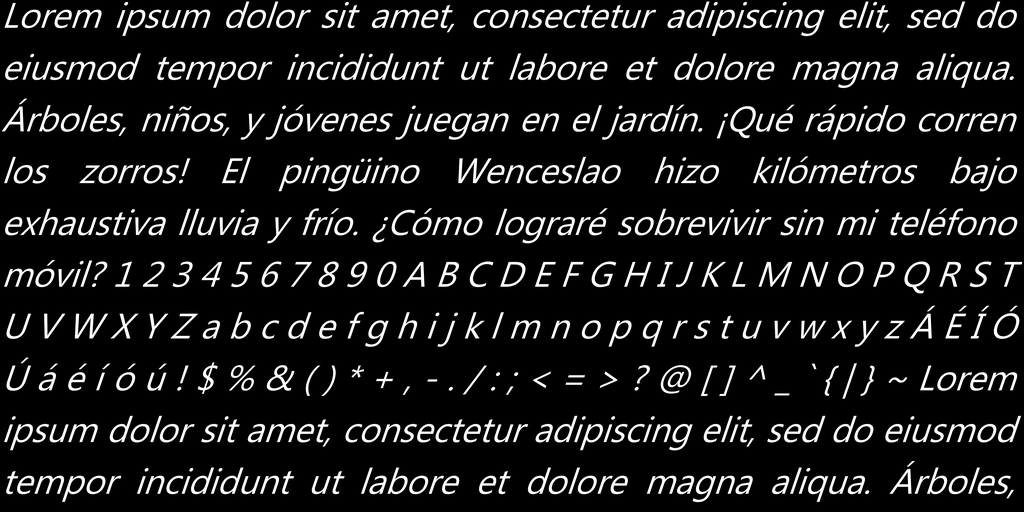 Lorem ipsum dolor sit amet, consectetur adipiscing elit, sed do
eiusmod tempor incididunt ut labore et dolore magna aliqua.
Árboles, niños, y jóvenes juegan en el jardín. ¡Qué rápido corren
los zorros! El pingüino Wenceslao hizo kilómetros bajo
exhaustiva lluvia y frío. ¿Cómo lograré sobrevivir sin mi teléfono
móvil? 1 2 3 4 5 6 7 8 9 0 A B C D E F G H I J K L M N O P Q R S T
U V W X Y Z a b c d e f g h i j k l m n o p q r s t u v w x y z Á É Í Ó
Ú á é í ó ú ! $ % & ( ) * + , - . / : ; < = > ? @ [ ] ^ _ ` { | } ~ Lorem
ipsum dolor sit amet, consectetur adipiscing elit, sed do eiusmod
tempor incididunt ut labore et dolore magna aliqua. Árboles,